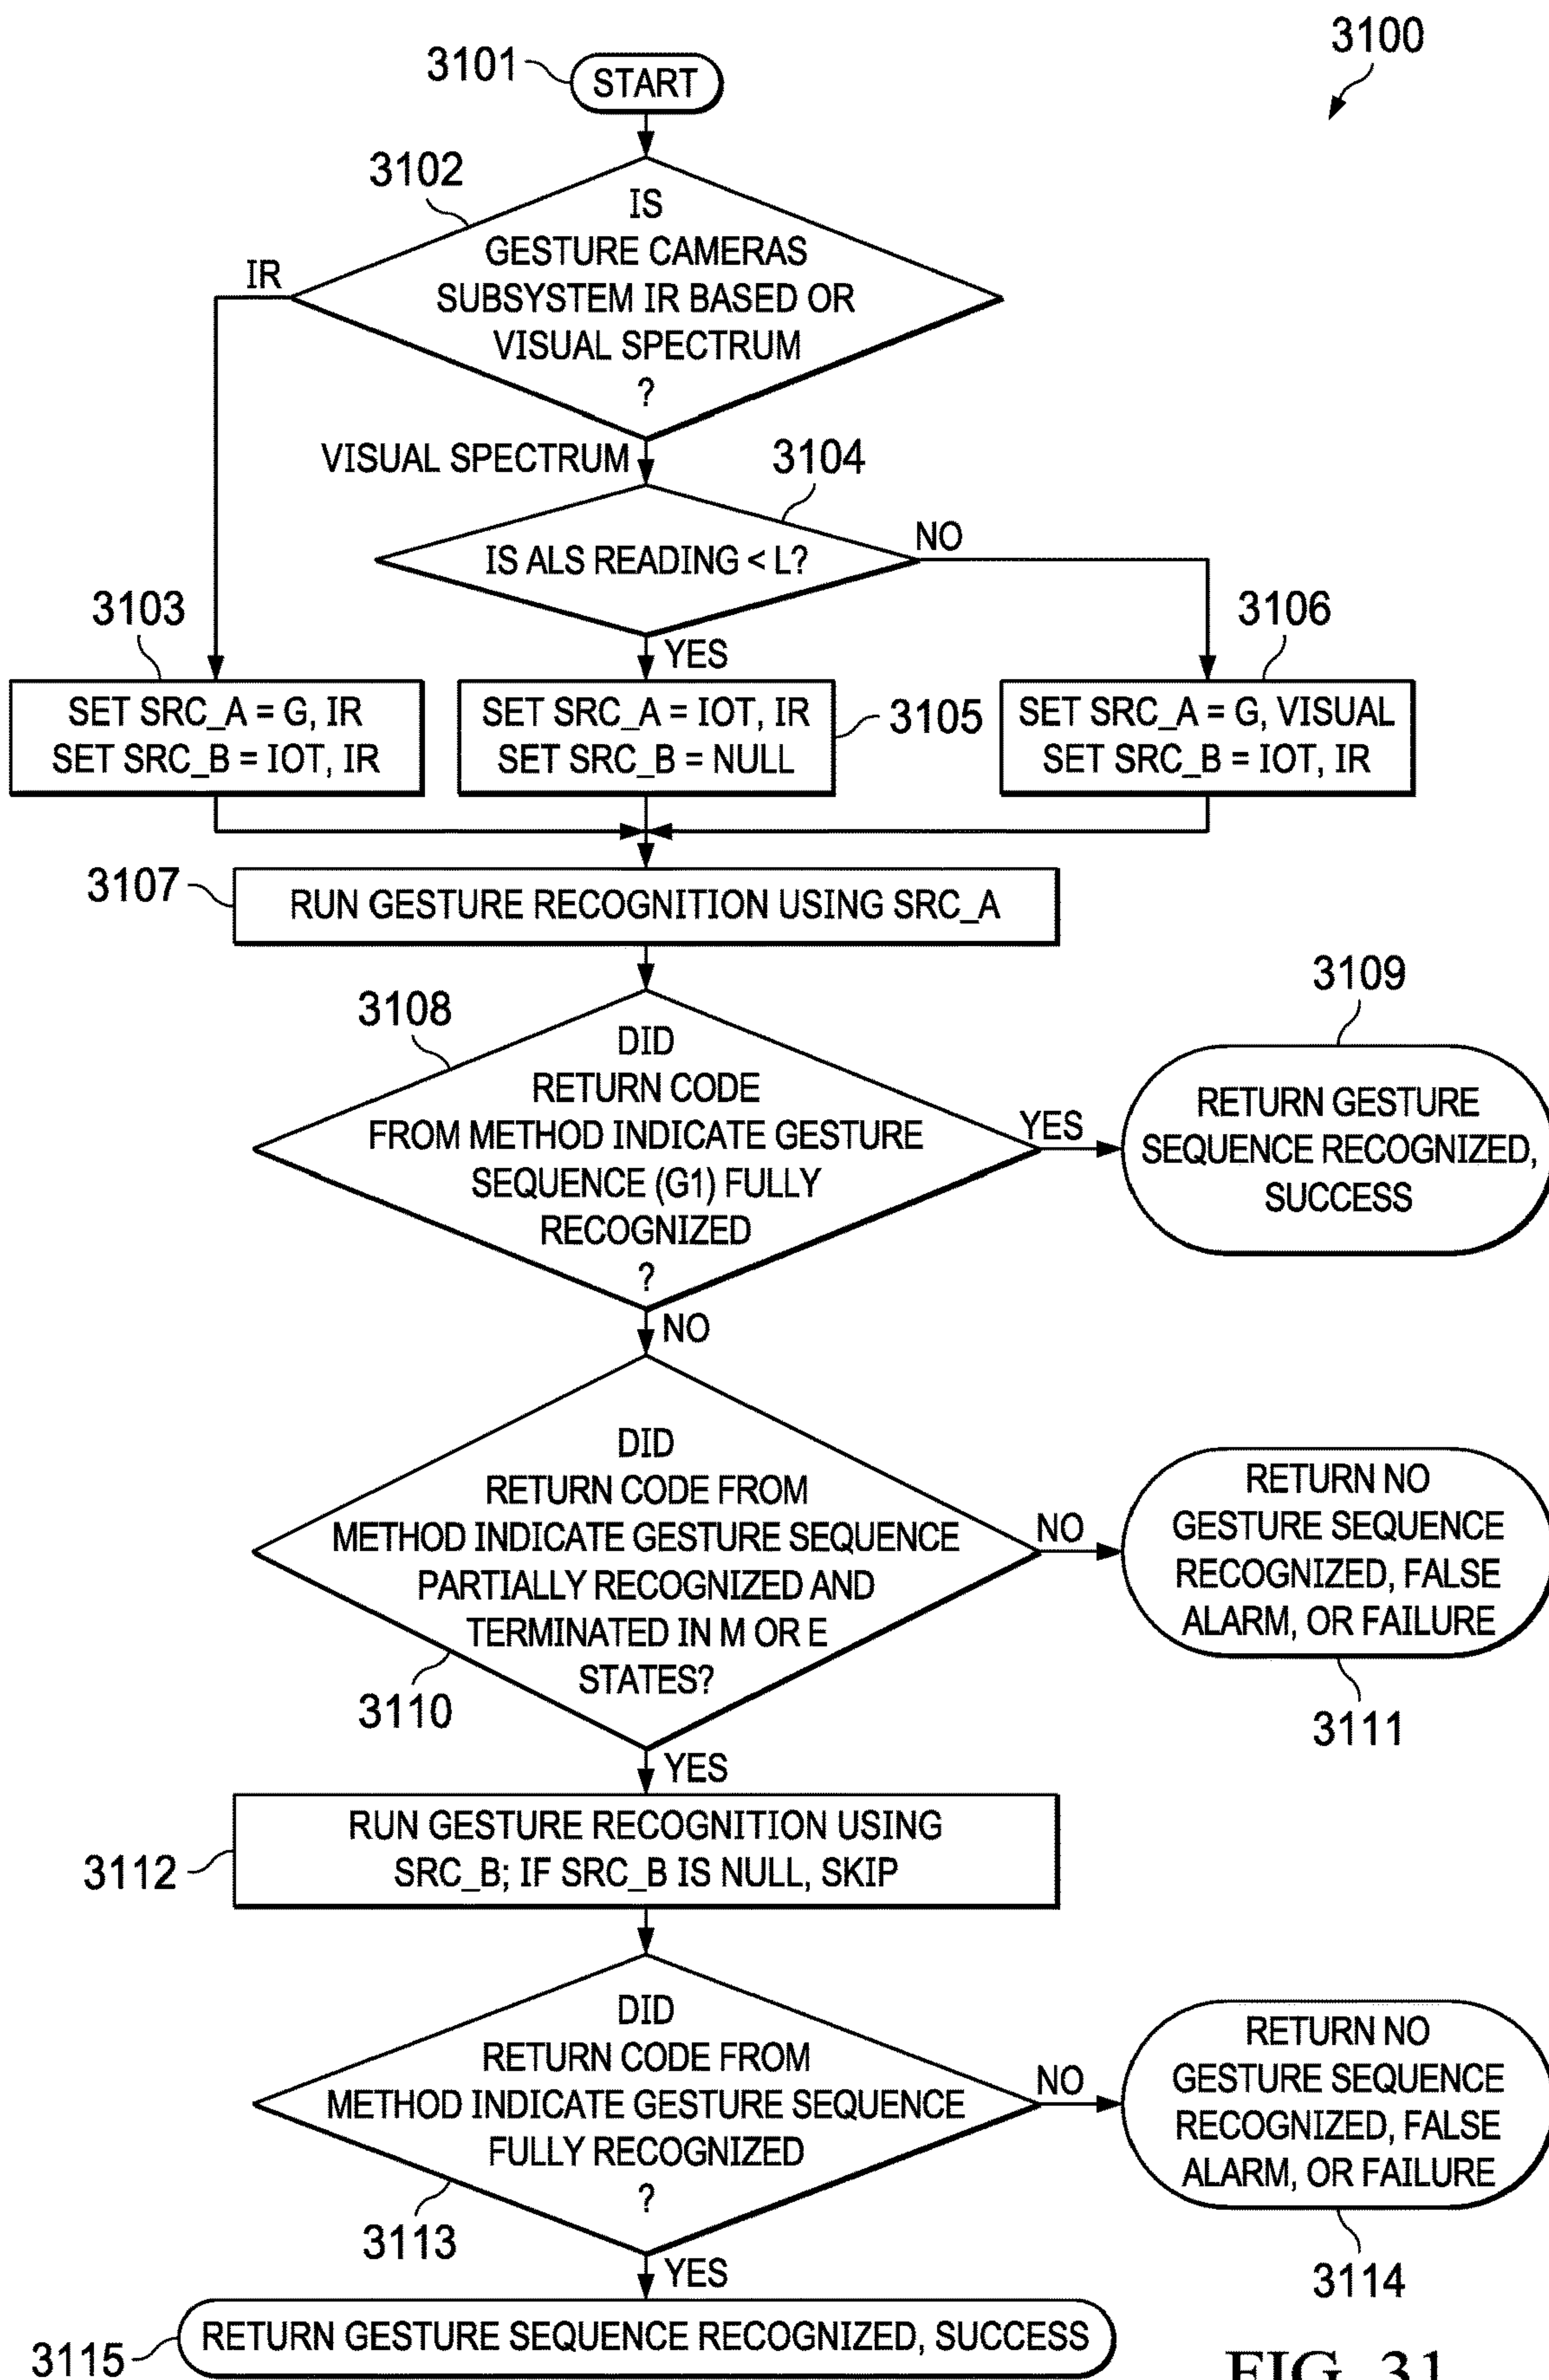 3100
3101
START
3102
IS
GESTURE CAMERAS
SUBSYSTEM IR BASED OR
VISUAL SPECTRUM
?
IR
VISUAL SPECTRUM
3104
IS ALS READING < L?
NO
YES
3103
SET SRC_A = G, IR
SET SRC_B = IOT, IR
SET SRC_A = IOT, IR
SET SRC_B = NULL
3105
3106
SET SRC_A = G, VISUAL
SET SRC_B = IOT, IR
3107
RUN GESTURE RECOGNITION USING SRC_A
3108
DID
RETURN CODE
FROM METHOD INDICATE GESTURE
SEQUENCE (G1) FULLY
RECOGNIZED
?
YES
3109
RETURN GESTURE
SEQUENCE RECOGNIZED,
SUCCESS
NO
DID
RETURN CODE FROM
METHOD INDICATE GESTURE SEQUENCE
PARTIALLY RECOGNIZED AND
TERMINATED IN M OR E
STATES?
3110
NO
RETURN NO
GESTURE SEQUENCE
RECOGNIZED, FALSE
ALARM, OR FAILURE
3111
YES
3112
RUN GESTURE RECOGNITION USING
SRC_B; IF SRC_B IS NULL, SKIP
DID
RETURN CODE FROM
METHOD INDICATE GESTURE SEQUENCE
FULLY RECOGNIZED
?
3113
NO
RETURN NO
GESTURE SEQUENCE
RECOGNIZED, FALSE
ALARM, OR FAILURE
3114
YES
3115
RETURN GESTURE SEQUENCE RECOGNIZED, SUCCESS
FIG. 31